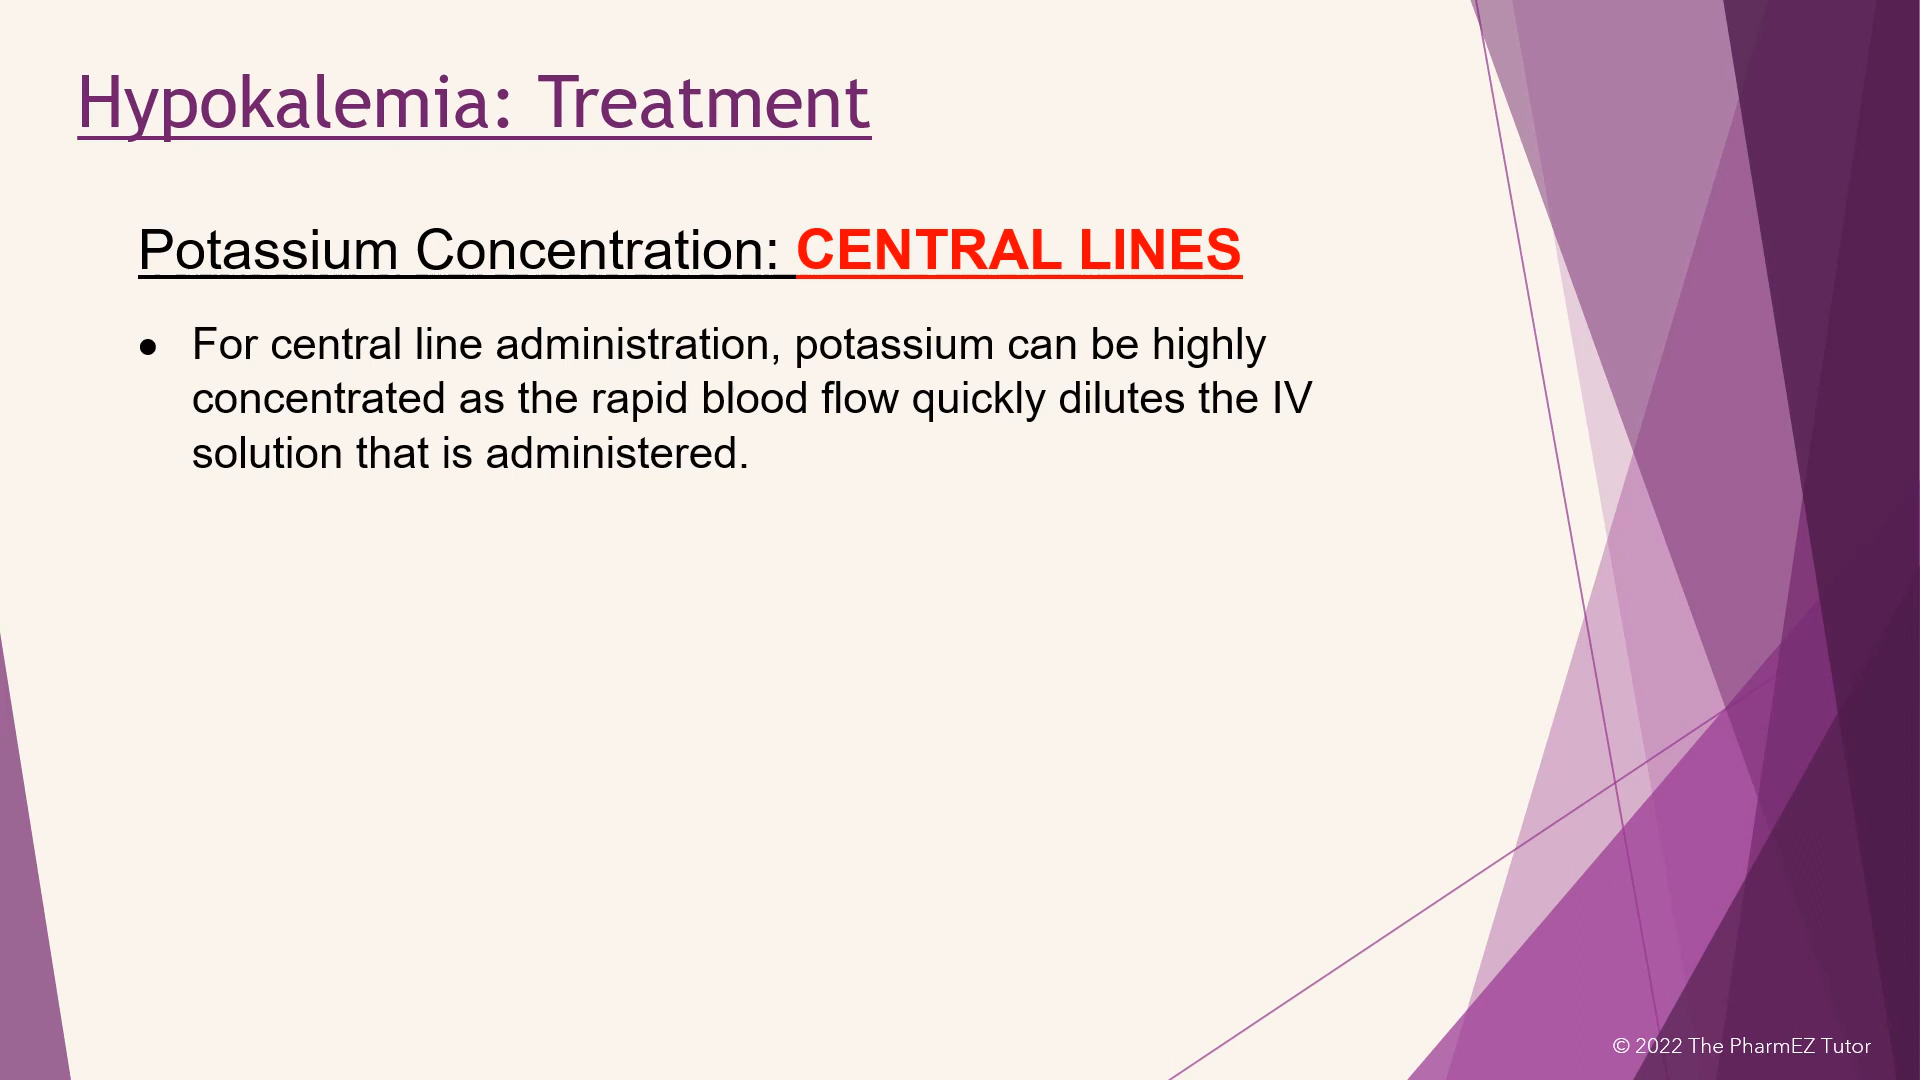 Hypokalemia: Treatment
Potassium Concentration: CENTRAL LINES
● For central line administration, potassium can be highly
concentrated as the rapid blood flow quickly dilutes the IV
solution that is administered.
© 2022 The PharmEZ Tutor